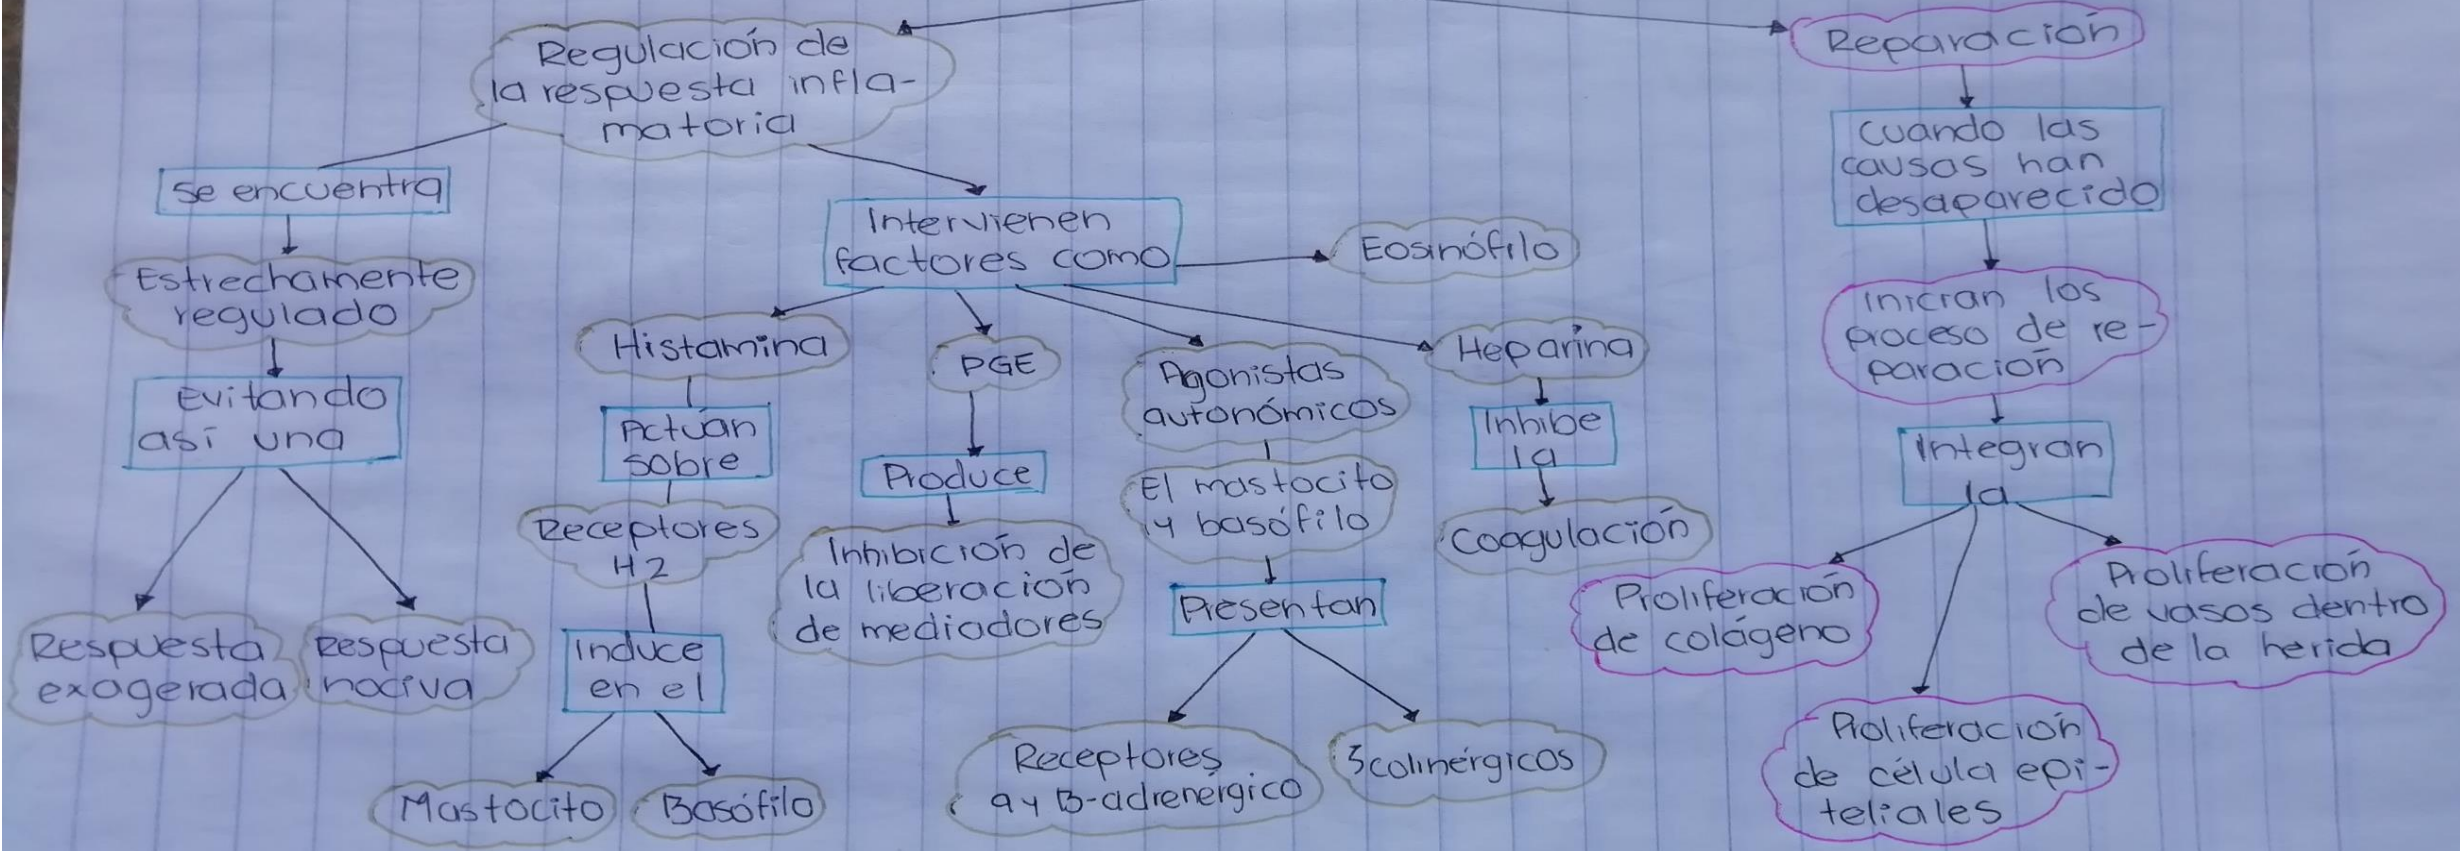 Regulación de
la respuesta infla-
matoria
se encuentra
Estrechamente
regulado
evitando
así una
Respuesta
exagerada
Respuesta
nociva
Intervienen
factores como
Eosinófilo
Histamina
Actúan
sobre
Receptores
H2
Induce
en el
Mastocito
Basófilo
PGE
Produce
Inhibición de
la liberación
de mediadores
Agonistas
autonómicos
El mastocito
y basófilo
Presentan
Receptores
a y B-adrenérgico
colinérgicos
Heparina
Inhibe
la
Coagulación
Reparación
cuando las
causas han
desaparecido
Inician los
proceso de re-
paración
Integran
la
Proliferación
de colágeno
Proliferación
de célula epi-
teliales
Proliferación
de vasos dentro
de la herida